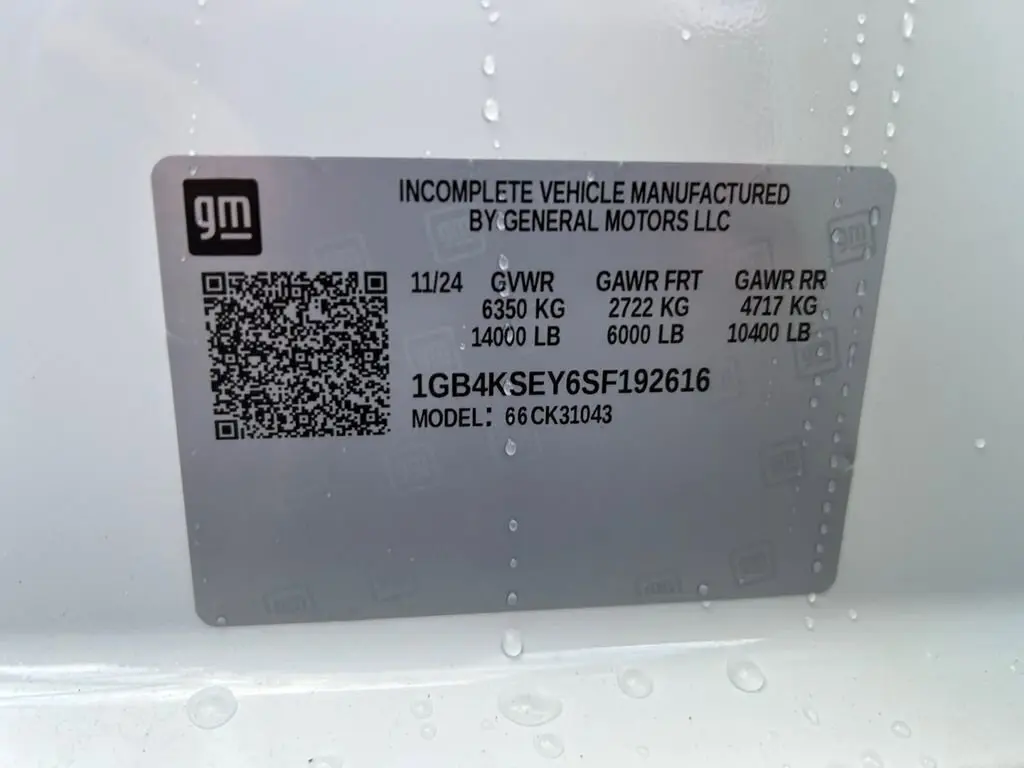 gm
INCOMPLETE VEHICLE MANUFACTURED
BY GENERAL MOTORS LLC
11/24 GVWR GAWR FRT GAWR RR
6350 KG 2722 KG 4717 KG
14000 LB 6000 LB 10400 LB
1GB4KSEY6SF192616
MODEL: 66CK31043